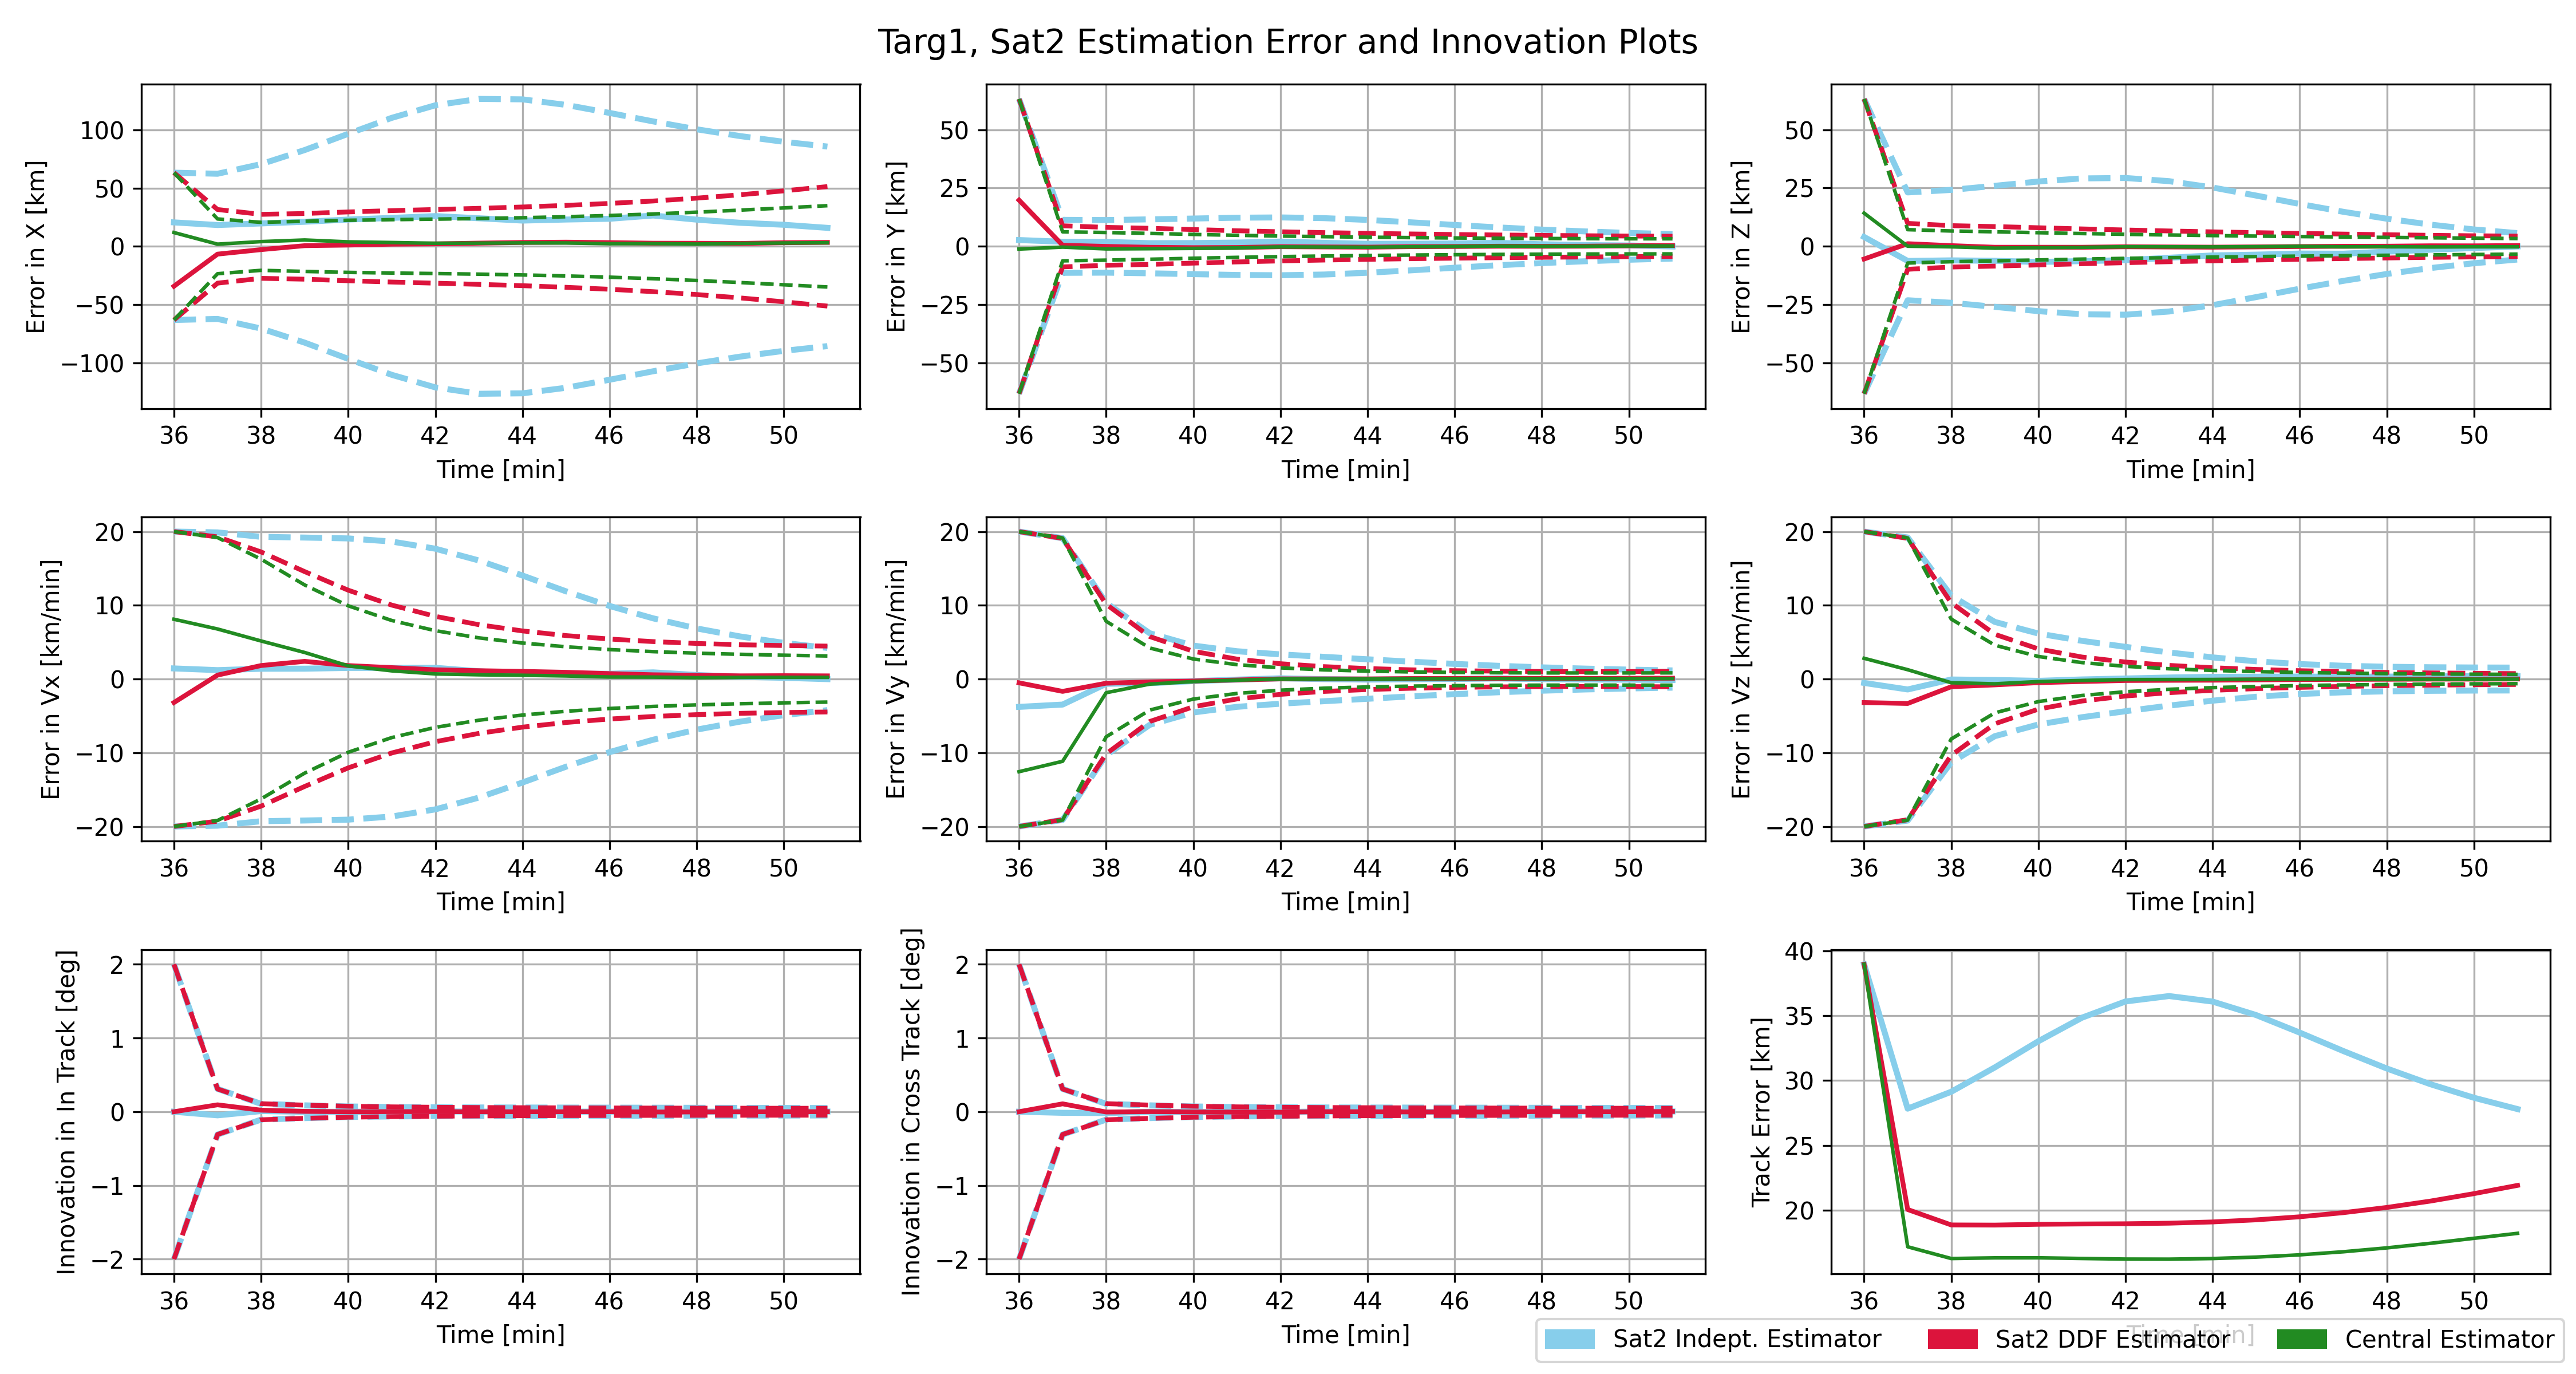 Targ1, Sat2 Estimation Error and Innovation Plots
Error in X [km]
100
50
0
−50
−100
36 38 40 42 44 46 48 50
Time [min]
Error in Y [km]
50
25
0
−25
−50
36 38 40 42 44 46 48 50
Time [min]
Error in Z [km]
50
25
0
−25
−50
36 38 40 42 44 46 48 50
Time [min]
Error in Vx [km/min]
20
10
0
−10
−20
36 38 40 42 44 46 48 50
Time [min]
Error in Vy [km/min]
20
10
0
−10
−20
36 38 40 42 44 46 48 50
Time [min]
Error in Vz [km/min]
20
10
0
−10
−20
36 38 40 42 44 46 48 50
Time [min]
Innovation in In Track [deg]
2
1
0
−1
−2
36 38 40 42 44 46 48 50
Time [min]
Innovation in Cross Track [deg]
2
1
0
−1
−2
36 38 40 42 44 46 48 50
Time [min]
Track Error [km]
40
35
30
25
20
36 38 40 42 44 46 48 50
Time [min]
Sat2 Indept. Estimator Sat2 DDF Estimator Central Estimator